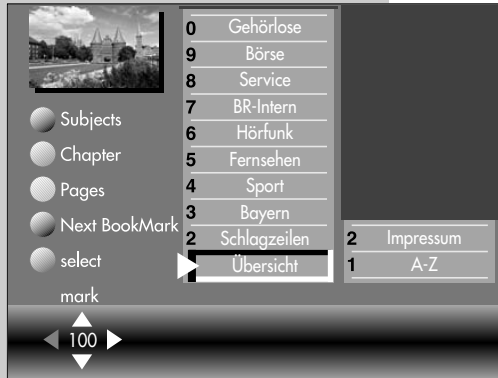 Subjects
Chapter
Pages
Next BookMark
select
mark
100
0 Gehörlose
9 Börse
8 Service
7 BR-Intern
6 Hörfunk
5 Fernsehen
4 Sport
3 Bayern
2 Schlagzeilen
Übersicht
2 Impressum
1 A-Z